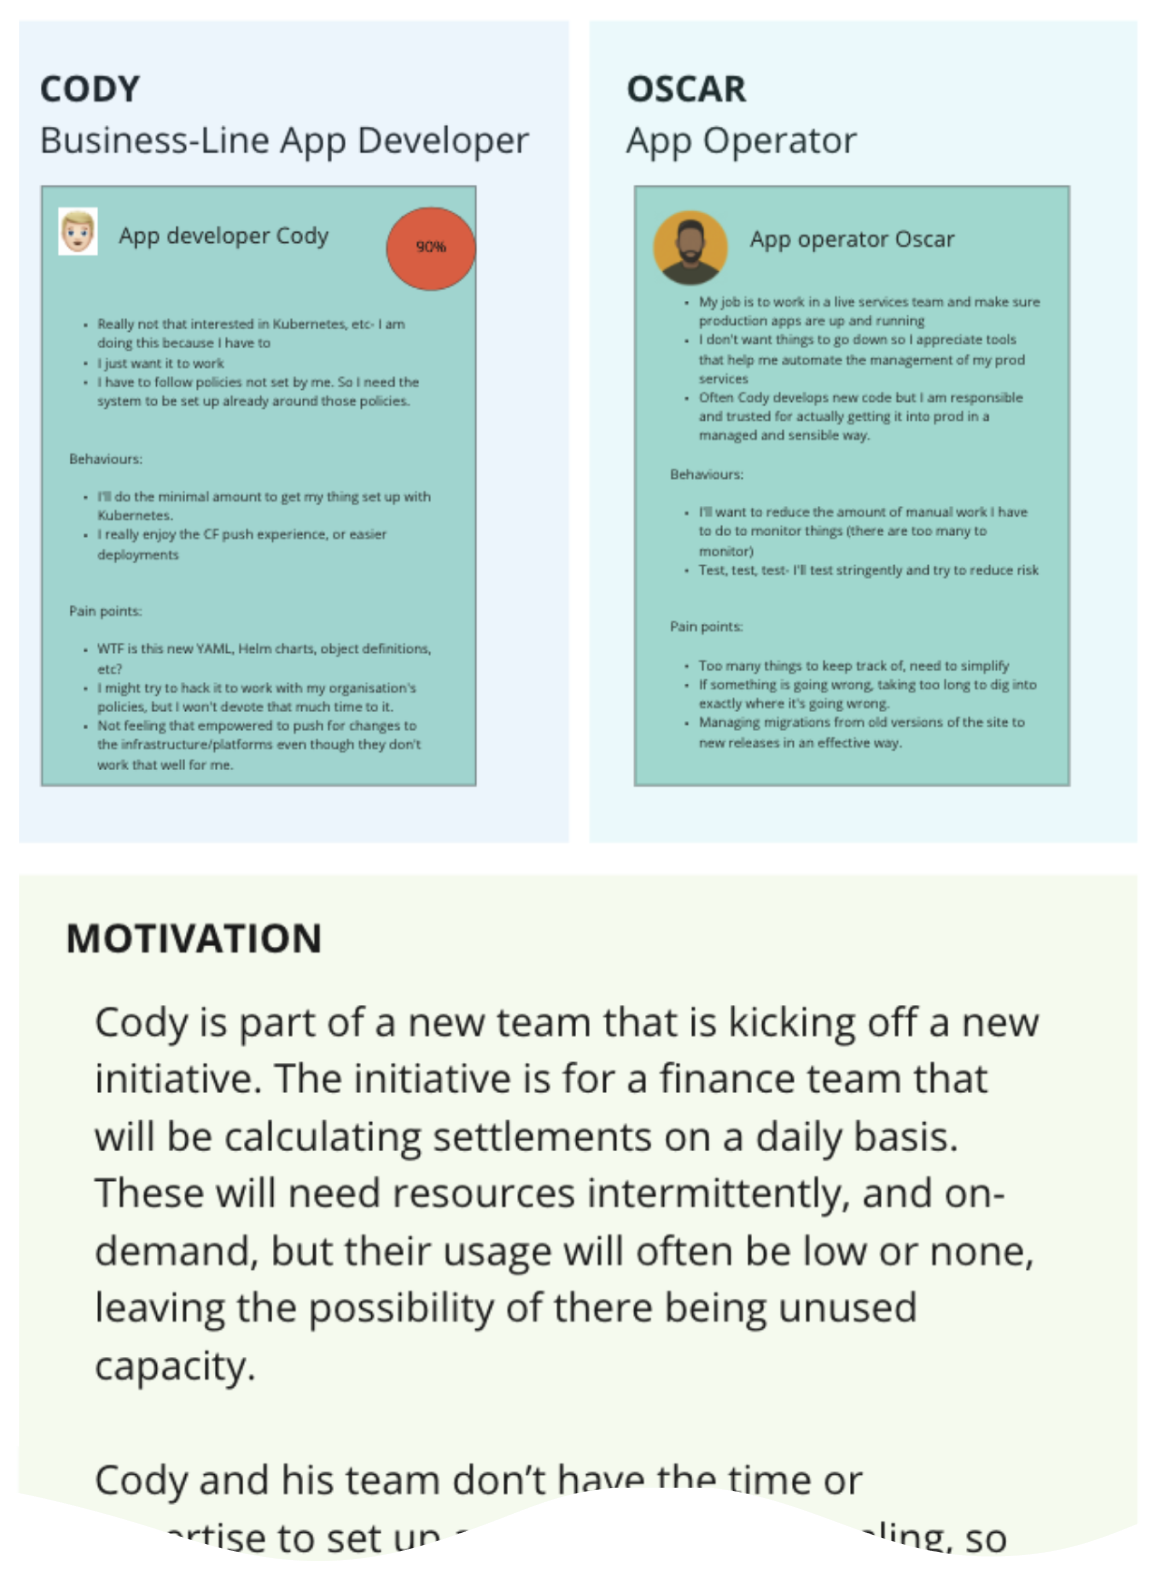 CODY
Business-Line App Developer
App developer Cody
90%
• Really not that interested in Kubernetes, etc- I am
doing this because I have to
• I just want it to work
• I have to follow policies not set by me. So I need the
system to be set up already around those policies.
Behaviours:
• I'll do the minimal amount to get my thing set up with
Kubernetes.
• I really enjoy the CF push experience, or easier
deployments
Pain points:
• WTF is this new YAML, Helm charts, object definitions,
etc?
• I might try to hack it to work with my organisation's
policies, but I won't devote that much time to it.
• Not feeling that empowered to push for changes to
the infrastructure/platforms even though they don't
work that well for me.
OSCAR
App Operator
App operator Oscar
• My job is to work in a live services team and make sure
production apps are up and running
• I don't want things to go down so I appreciate tools
that help me automate the management of my prod
services
• Often Cody develops new code but I am responsible
and trusted for actually getting it into prod in a
managed and sensible way.
Behaviours:
• I'll want to reduce the amount of manual work I have
to do to monitor things (there are too many to
monitor)
• Test, test, test- I'll test stringently and try to reduce risk
Pain points:
• Too many things to keep track of, need to simplify
• If something is going wrong, taking too long to dig into
exactly where it's going wrong.
• Managing migrations from old versions of the site to
new releases in an effective way.
MOTIVATION
Cody is part of a new team that is kicking off a new
initiative. The initiative is for a finance team that
will be calculating settlements on a daily basis.
These will need resources intermittently, and on-
demand, but their usage will often be low or none,
leaving the possibility of there being unused
capacity.
Cody and his team don’t have the time or
to set up so